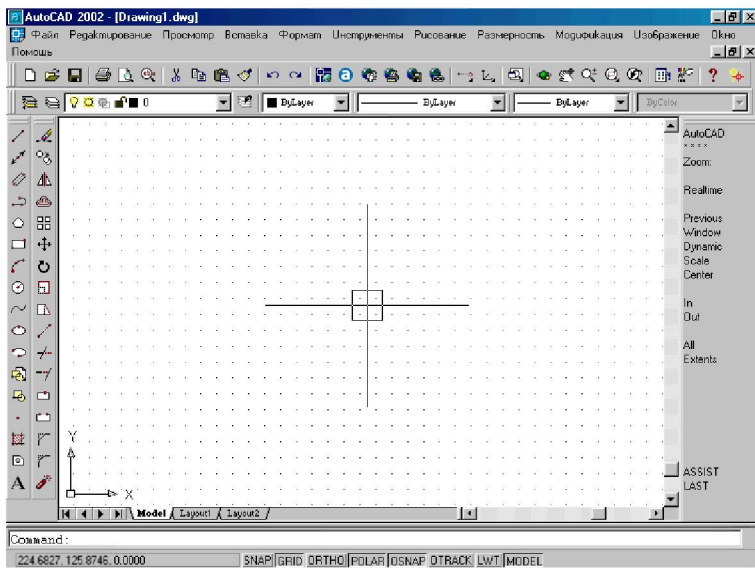 AutoCAD 2002 - [Drawing1.dwg]
Файл Редактирование Просмотр Вставка Формат Инструменты Рисование Размерность Модификация Изображение Окно
Помощь
0 ByLayer ByLayer ByLayer ByColor
AutoCAD
* * * *
Zoom:
Realtime
Previous
Window
Dynamic
Scale
Center
In
Out
All
Extents
ASSIST
LAST
Y
X
A
Model Layout1 Layout2
Command:
224.6827, 125.8746, 0.0000 SNAP GRID ORTHO POLAR OSNAP OTRACK LWT MODEL